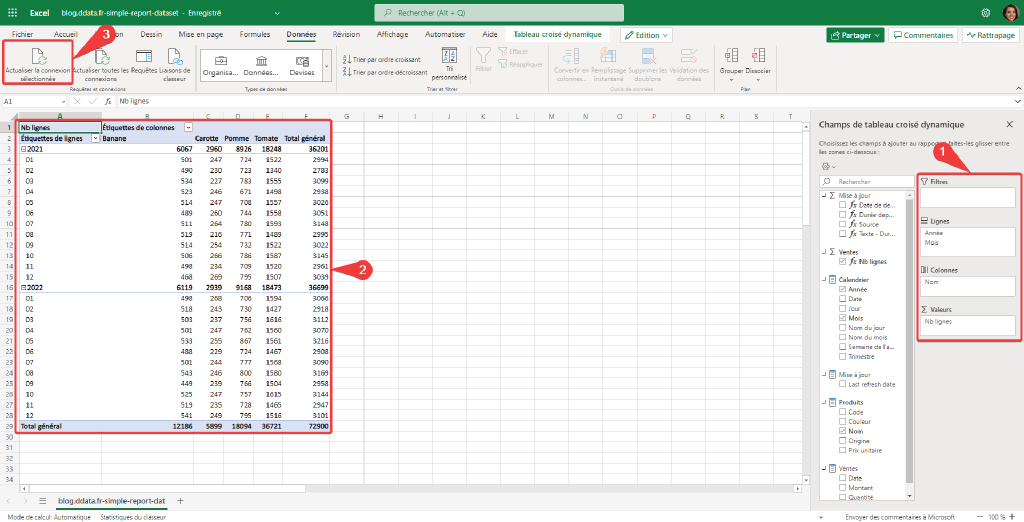 Excel blog.ddata.fr-simple-report-dataset - Enregistré
Rechercher (Alt + Q)
Fichier Accueil Dessin Mise en page Formules Données Révision Affichage Automatiser Aide Tableau croisé dynamique Edition Partager Commentaires Rattrapage
3
Actualiser la connexion sélectionnée
Actualiser toutes les connexions
Requêtes
Liaisons de classeur
Requêtes et connexions
Organisa...
Données...
Devises
Types de données
Trier par ordre croissant
Trier par ordre décroissant
Tri personnalisé
Trier et filtrer
Filtrer
Effacer
Réappliquer
Convertir en colonnes...
Remplissage instantané
Supprimer les doublons
Validation des données
Outils de données
Grouper
Dissocier
Plan
A1 fx Nb lignes
A B C D E F G H I J K L M N O P Q R S T
1 Nb lignes Étiquettes de colonnes
2 Étiquettes de lignes Banane Carotte Pomme Tomate Total général
3 2021 6067 2960 8926 18248 36201
4 01 501 247 724 1522 2994
5 02 490 230 723 1340 2783
6 03 534 227 783 1555 3099
7 04 523 246 671 1498 2938
8 05 514 247 708 1557 3026
9 06 489 260 744 1558 3051
10 07 511 264 780 1593 3148
11 08 519 216 771 1489 2995
12 09 514 254 732 1522 3022
13 10 506 266 786 1587 3145
14 11 498 234 709 1520 2961
15 12 468 269 795 1507 3039
16 2022 6119 2939 9168 18473 36699
17 01 498 268 706 1594 3066
18 02 518 243 730 1427 2918
19 03 503 237 756 1616 3112
20 04 501 247 762 1560 3070
21 05 533 255 867 1561 3216
22 06 488 229 724 1467 2908
23 07 501 244 777 1568 3090
24 08 543 246 800 1580 3169
25 09 449 239 766 1504 2958
26 10 525 247 757 1615 3144
27 11 519 235 728 1465 2947
28 12 541 249 795 1516 3101
29 Total général 12186 5899 18094 36721 72900
30
31
32
33
34
2
Champs de tableau croisé dynamique
Choisissez les champs à ajouter au rapport faites-les glisser entre
les zones ci-dessous :
1
Rechercher
Σ Mise à jour
fx Date de de...
fx Durée dep...
fx Source
fx Texte - Dur...
Σ Ventes
fx Nb lignes
Calendrier
Année
Date
Jour
Mois
Nom du jour
Nom du mois
Semaine de l'a...
Trimestre
Mise à jour
Last refresh date
Produits
Code
Couleur
Nom
Origine
Prix unitaire
Ventes
Date
Montant
Quantité
Filtres
Lignes
Année
Mois
Colonnes
Nom
Σ Valeurs
Nb lignes
blog.ddata.fr-simple-report-dat +
Mode de calcul: Automatique Statistiques du classeur
Envoyer des commentaires à Microsoft - 100 % +